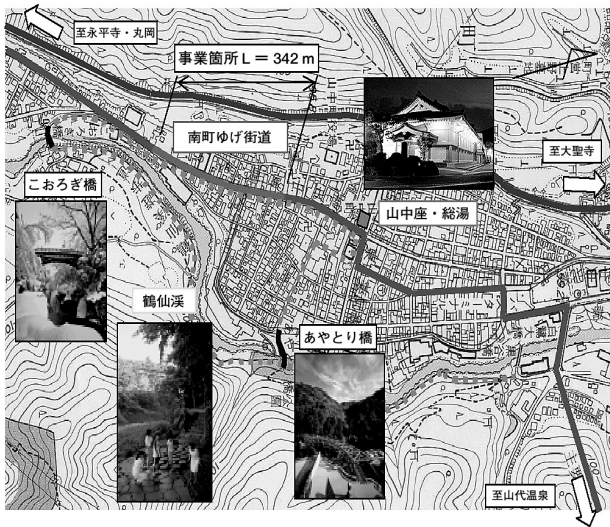 至永平寺・丸岡
事業箇所L=342m
南町ゆげ街道
至大聖寺
こおろぎ橋
山中座・総湯
鶴仙渓
あやとり橋
至山代温泉